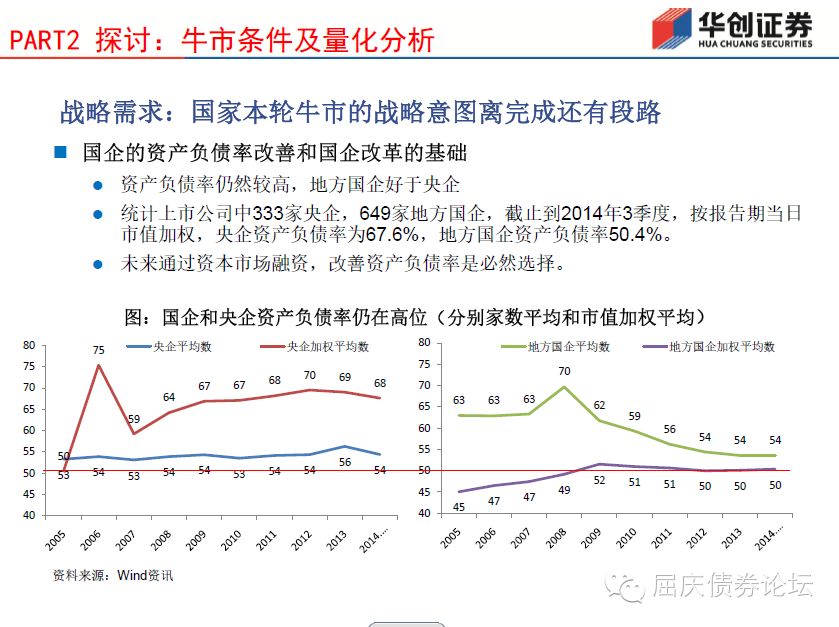 PART2 探讨：牛市条件及量化分析
华创证券
HUA CHUANG SECURITIES
战略需求：国家本轮牛市的战略意图离完成还有段路
国企的资产负债率改善和国企改革的基础
资产负债率仍然较高，地方国企好于央企
统计上市公司中333家央企，649家地方国企，截止到2014年3季度，按报告期当日
市值加权，央企资产负债率为67.6%，地方国企资产负债率50.4%。
未来通过资本市场融资，改善资产负债率是必然选择。
图：国企和央企资产负债率仍在高位（分别家数平均和市值加权平均）
央企平均数 央企加权平均数
80
75
70
65
60
55
50
45
40
50 75 59 64 67 67 68 70 69 68
53 54 53 54 54 53 54 54 56 54
2005 2006 2007 2008 2009 2010 2011 2012 2013 2014....
地方国企平均数 地方国企加权平均数
80
75
70
65
60
55
50
45
40
63 63 63 70 62 59 56 54 54 54
45 47 47 49 52 51 51 50 50 50
2005 2006 2007 2008 2009 2010 2011 2012 2013 2014....
资料来源：Wind资讯
屈庆债券论坛